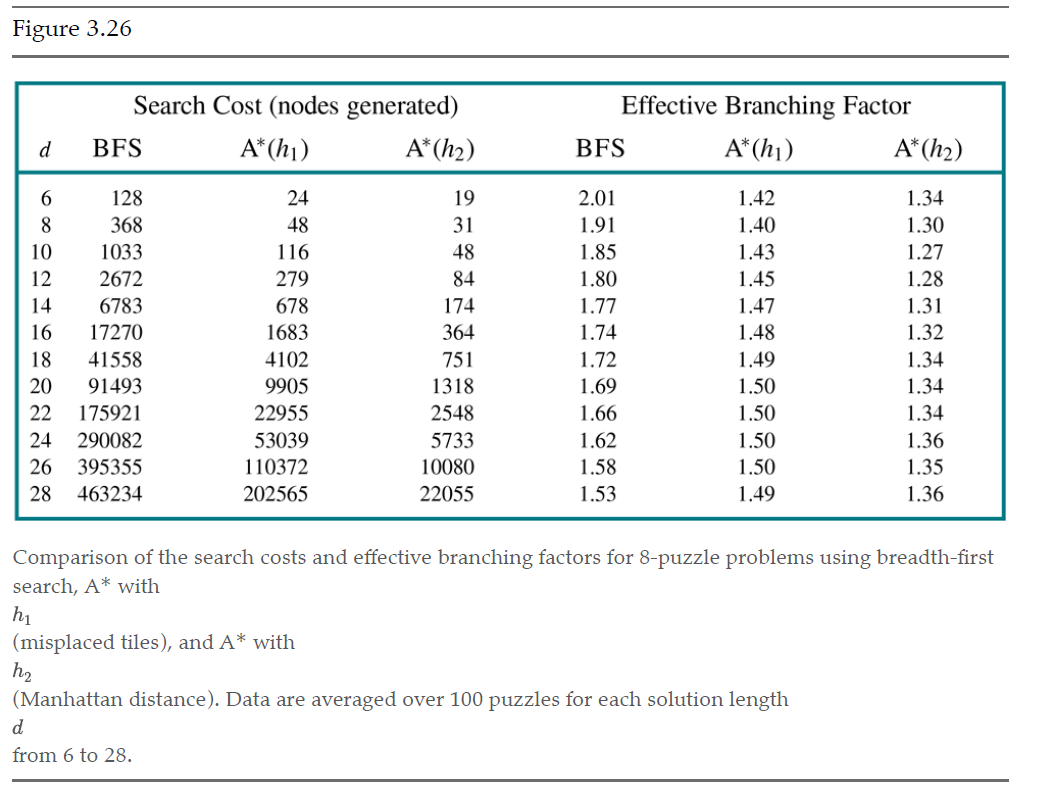 Figure 3.26
Search Cost (nodes generated) Effective Branching Factor
d BFS A*(h₁) A*(h₂) BFS A*(h₁) A*(h₂)
6 128 24 19 2.01 1.42 1.34
8 368 48 31 1.91 1.40 1.30
10 1033 116 48 1.85 1.43 1.27
12 2672 279 84 1.80 1.45 1.28
14 6783 678 174 1.77 1.47 1.31
16 17270 1683 364 1.74 1.48 1.32
18 41558 4102 751 1.72 1.49 1.34
20 91493 9905 1318 1.69 1.50 1.34
22 175921 22955 2548 1.66 1.50 1.34
24 290082 53039 5733 1.62 1.50 1.36
26 395355 110372 10080 1.58 1.50 1.35
28 463234 202565 22055 1.53 1.49 1.36
Comparison of the search costs and effective branching factors for 8-puzzle problems using breadth-first
search, A* with
h₁
(misplaced tiles), and A* with
h₂
(Manhattan distance). Data are averaged over 100 puzzles for each solution length
d
from 6 to 28.